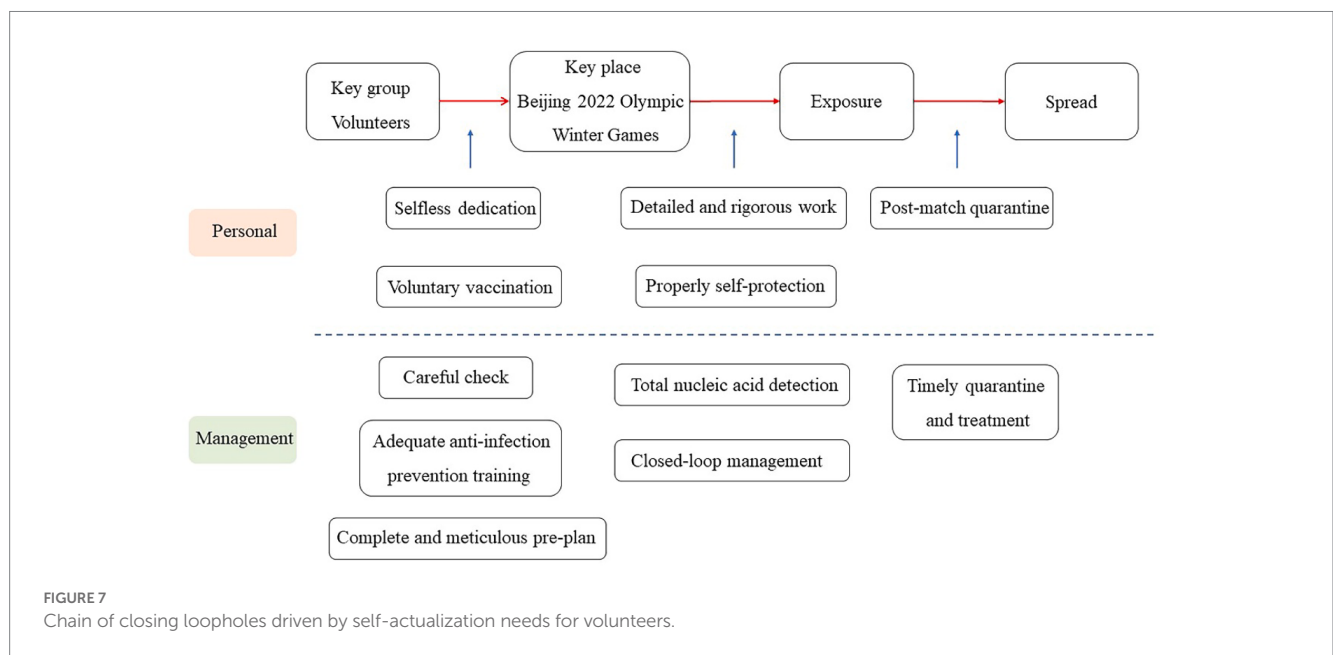 Key group
Volunteers
Key place
Beijing 2022 Olympic
Winter Games
Exposure
Spread
Personal
Selfless dedication
Detailed and rigorous work
Post-match quarantine
Voluntary vaccination
Properly self-protection
Management
Careful check
Total nucleic acid detection
Timely quarantine
and treatment
Adequate anti-infection
prevention training
Closed-loop management
Complete and meticulous pre-plan
FIGURE 7
Chain of closing loopholes driven by self-actualization needs for volunteers.